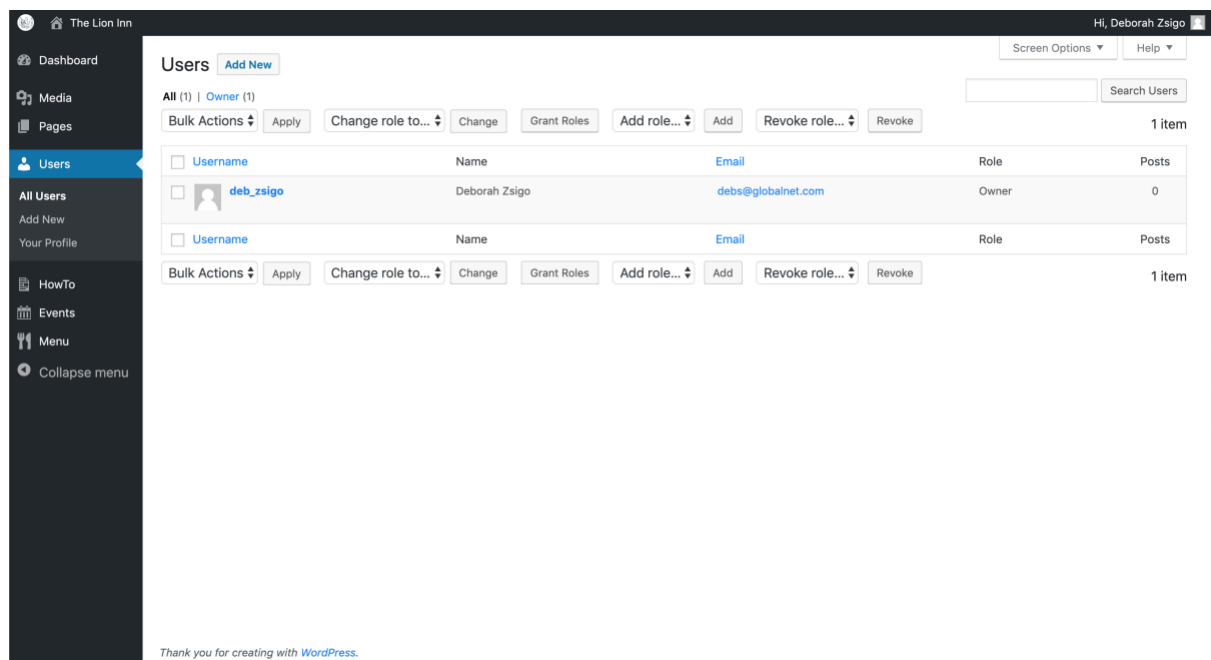 The Lion Inn
Hi, Deborah Zsigo
Dashboard
Media
Pages
Users
All Users
Add New
Your Profile
HowTo
Events
Menu
Collapse menu
Screen Options ▼ Help ▼
Users Add New
All (1) | Owner (1)
Search Users
Bulk Actions Apply Change role to... Change Grant Roles Add role... Add Revoke role... Revoke
1 item
Username Name Email Role Posts
deb_zsigo Deborah Zsigo debs@globalnet.com Owner 0
Username Name Email Role Posts
Bulk Actions Apply Change role to... Change Grant Roles Add role... Add Revoke role... Revoke
1 item
Thank you for creating with WordPress.